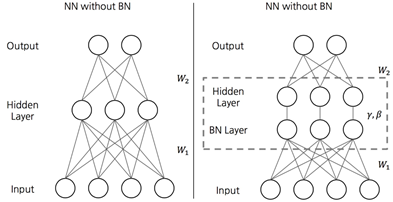 NN without BN
Output
W₂
Hidden
Layer
W₁
Input
NN without BN
Output
W₂
Hidden
Layer
γ, β
BN Layer
W₁
Input